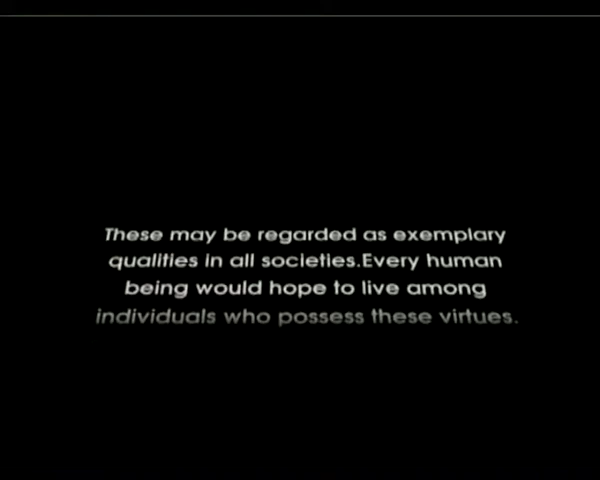 These may be regarded as exemplary
qualities in all societies.Every human
being would hope to live among
individuals who possess these virtues.